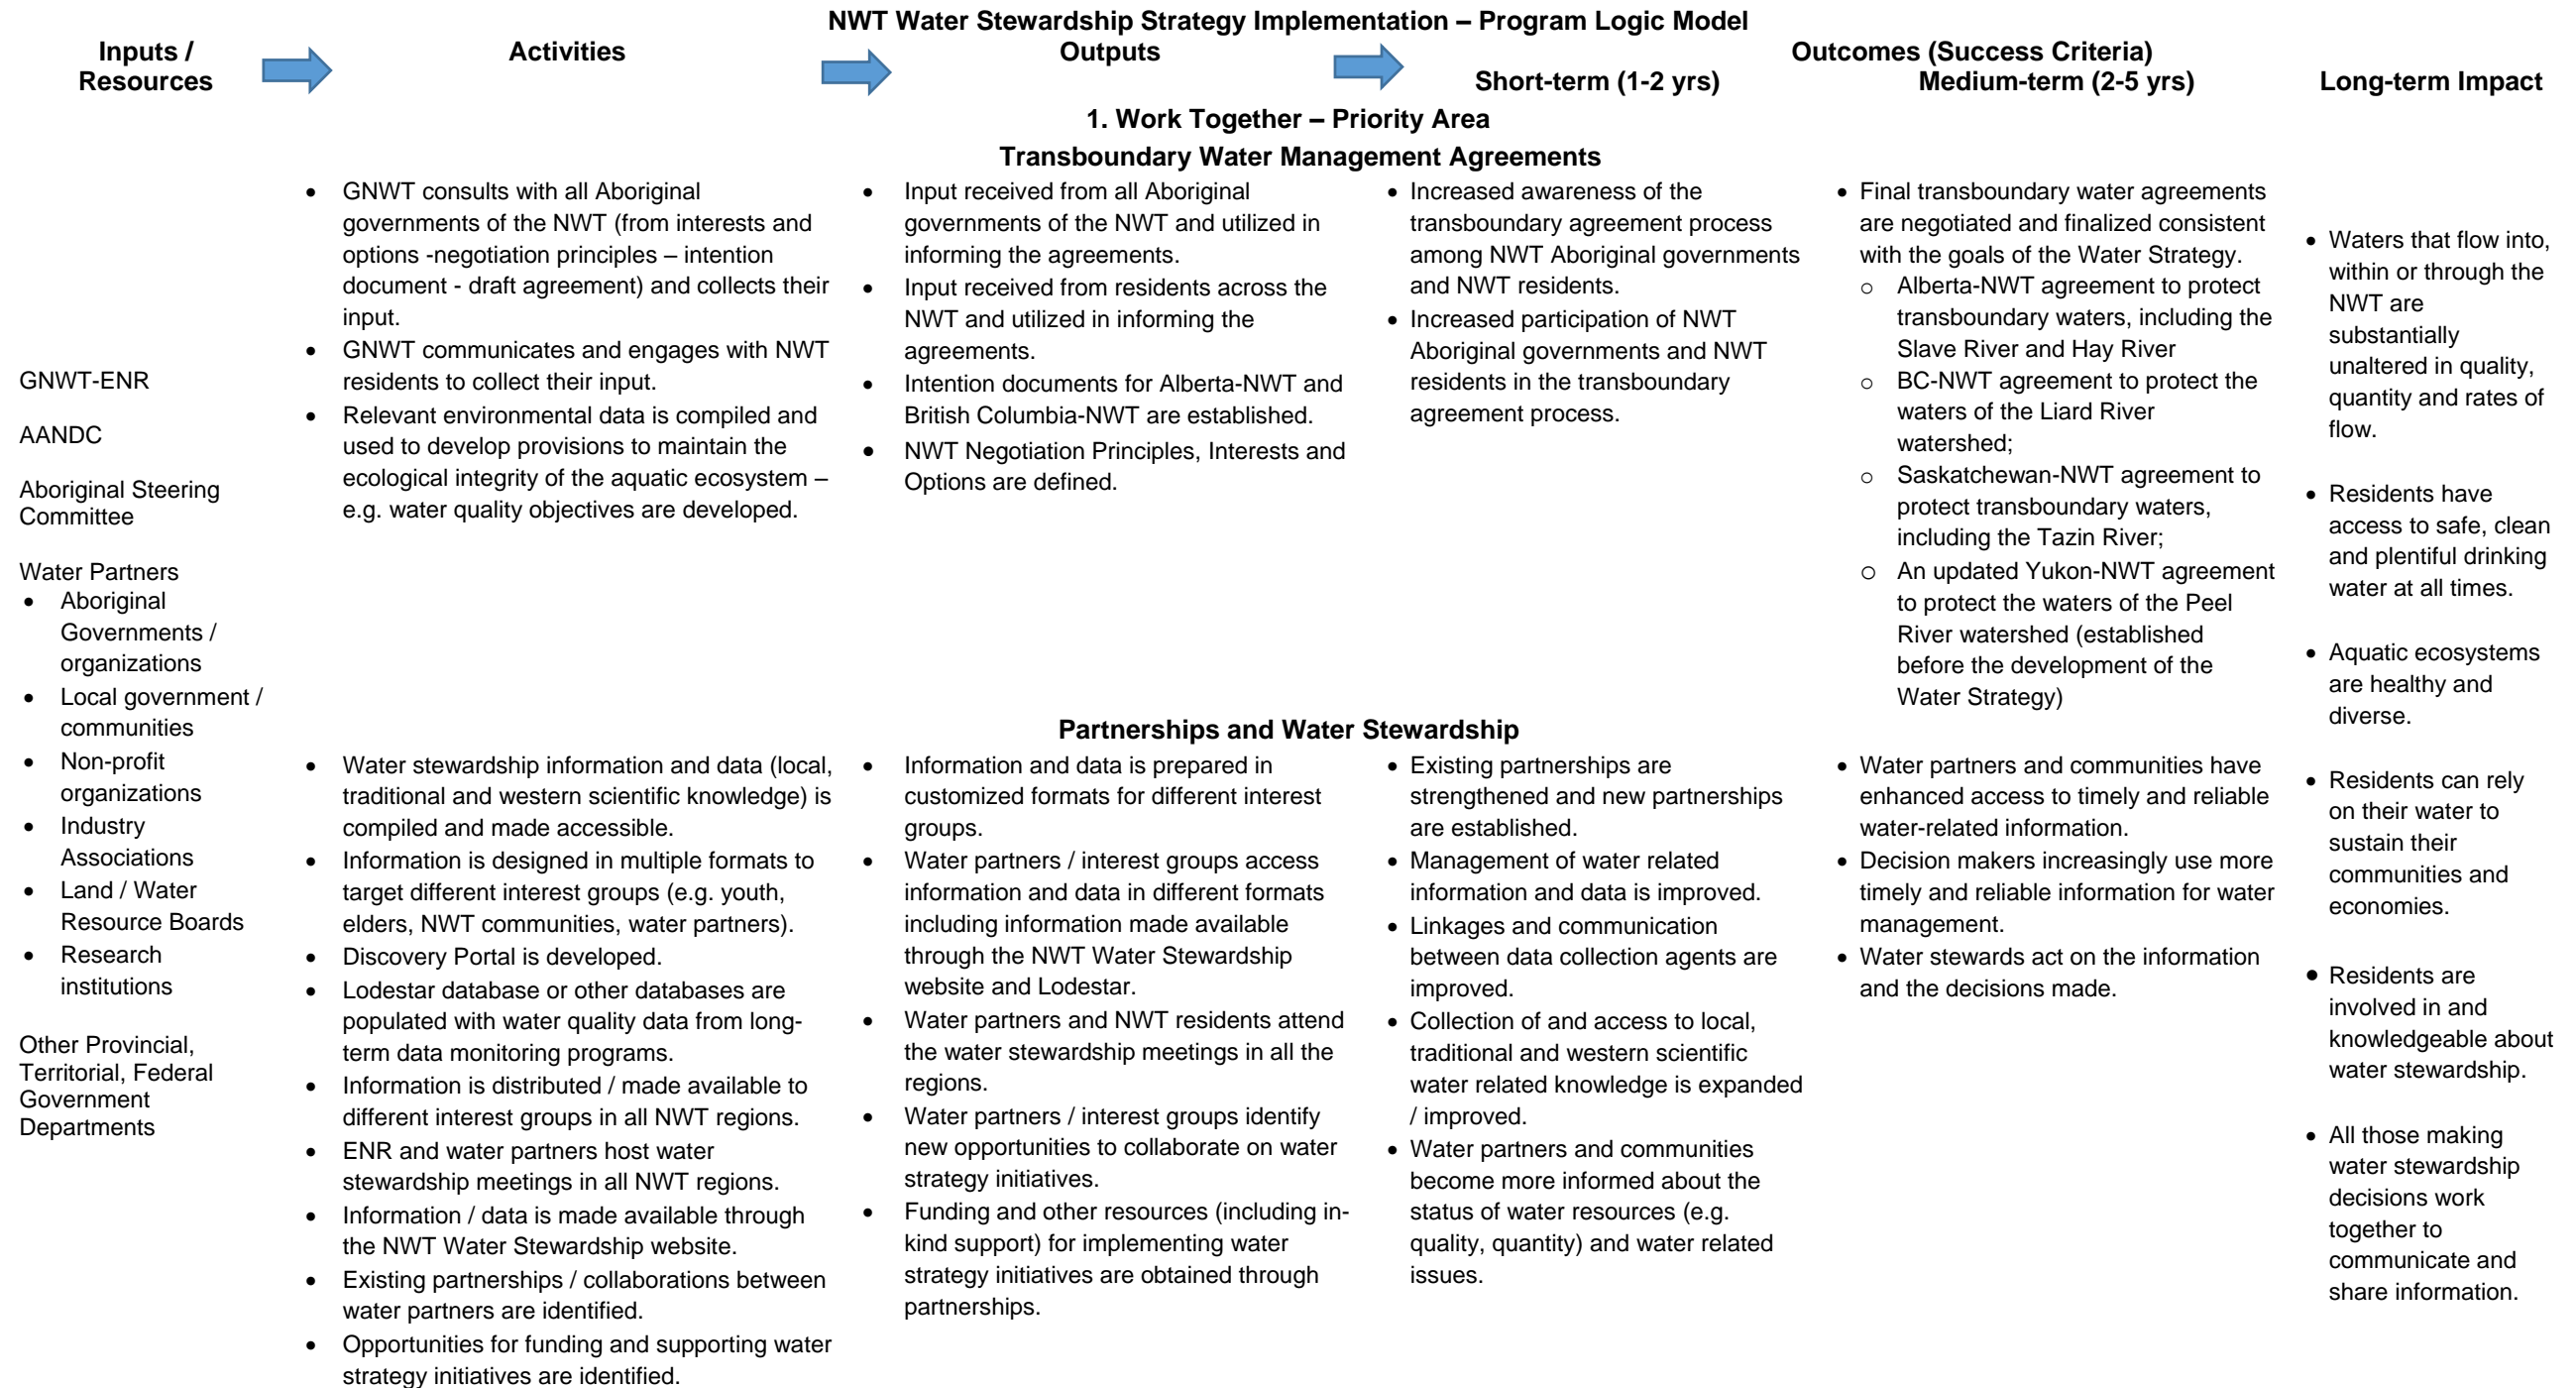 NWT Water Stewardship Strategy Implementation – Program Logic Model
Inputs /
Resources
Activities
Outputs
Outcomes (Success Criteria)
Short-term (1-2 yrs)
Medium-term (2-5 yrs)
Long-term Impact
1. Work Together – Priority Area
Transboundary Water Management Agreements
GNWT-ENR
AANDC
Aboriginal Steering
Committee
Water Partners
• Aboriginal
Governments /
organizations
• Local government /
communities
• Non-profit
organizations
• Industry
Associations
• Land / Water
Resource Boards
• Research
institutions
Other Provincial,
Territorial, Federal
Government
Departments
• GNWT consults with all Aboriginal
governments of the NWT (from interests and
options -negotiation principles – intention
document - draft agreement) and collects their
input.
• GNWT communicates and engages with NWT
residents to collect their input.
• Relevant environmental data is compiled and
used to develop provisions to maintain the
ecological integrity of the aquatic ecosystem –
e.g. water quality objectives are developed.
• Input received from all Aboriginal
governments of the NWT and utilized in
informing the agreements.
• Input received from residents across the
NWT and utilized in informing the
agreements.
• Intention documents for Alberta-NWT and
British Columbia-NWT are established.
• NWT Negotiation Principles, Interests and
Options are defined.
• Increased awareness of the
transboundary agreement process
among NWT Aboriginal governments
and NWT residents.
• Increased participation of NWT
Aboriginal governments and NWT
residents in the transboundary
agreement process.
• Final transboundary water agreements
are negotiated and finalized consistent
with the goals of the Water Strategy.
o Alberta-NWT agreement to protect
transboundary waters, including the
Slave River and Hay River
o BC-NWT agreement to protect the
waters of the Liard River
watershed;
o Saskatchewan-NWT agreement to
protect transboundary waters,
including the Tazin River;
o An updated Yukon-NWT agreement
to protect the waters of the Peel
River watershed (established
before the development of the
Water Strategy)
Partnerships and Water Stewardship
• Water stewardship information and data (local,
traditional and western scientific knowledge) is
compiled and made accessible.
• Information is designed in multiple formats to
target different interest groups (e.g. youth,
elders, NWT communities, water partners).
• Discovery Portal is developed.
• Lodestar database or other databases are
populated with water quality data from long-
term data monitoring programs.
• Information is distributed / made available to
different interest groups in all NWT regions.
• ENR and water partners host water
stewardship meetings in all NWT regions.
• Information / data is made available through
the NWT Water Stewardship website.
• Existing partnerships / collaborations between
water partners are identified.
• Opportunities for funding and supporting water
strategy initiatives are identified.
• Information and data is prepared in
customized formats for different interest
groups.
• Water partners / interest groups access
information and data in different formats
including information made available
through the NWT Water Stewardship
website and Lodestar.
• Water partners and NWT residents attend
the water stewardship meetings in all the
regions.
• Water partners / interest groups identify
new opportunities to collaborate on water
strategy initiatives.
• Funding and other resources (including in-
kind support) for implementing water
strategy initiatives are obtained through
partnerships.
• Existing partnerships are
strengthened and new partnerships
are established.
• Management of water related
information and data is improved.
• Linkages and communication
between data collection agents are
improved.
• Collection of and access to local,
traditional and western scientific
water related knowledge is expanded
/ improved.
• Water partners and communities
become more informed about the
status of water resources (e.g.
quality, quantity) and water related
issues.
• Water partners and communities have
enhanced access to timely and reliable
water-related information.
• Decision makers increasingly use more
timely and reliable information for water
management.
• Water stewards act on the information
and the decisions made.
• Waters that flow into,
within or through the
NWT are
substantially
unaltered in quality,
quantity and rates of
flow.
• Residents have
access to safe, clean
and plentiful drinking
water at all times.
• Aquatic ecosystems
are healthy and
diverse.
• Residents can rely
on their water to
sustain their
communities and
economies.
• Residents are
involved in and
knowledgeable about
water stewardship.
• All those making
water stewardship
decisions work
together to
communicate and
share information.